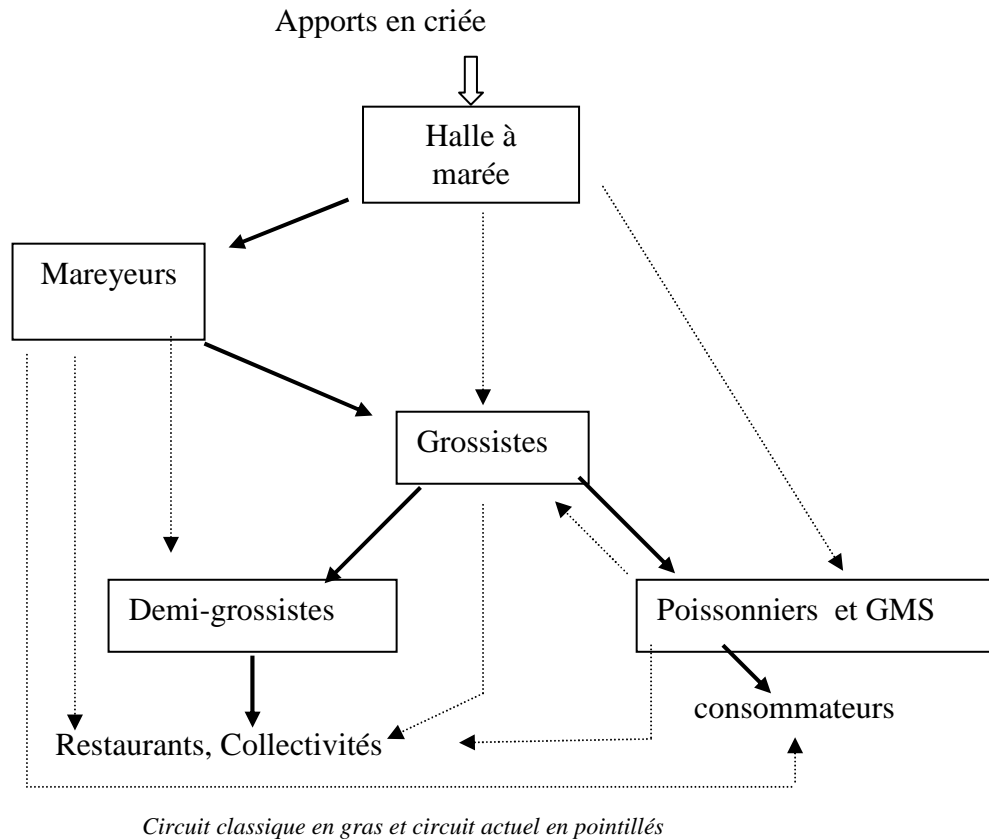 Apports en criée
Halle à
marée
Mareyeurs
Grossistes
Demi-grossistes
Poissonniers et GMS
consommateurs
Restaurants, Collectivités
Circuit classique en gras et circuit actuel en pointillés